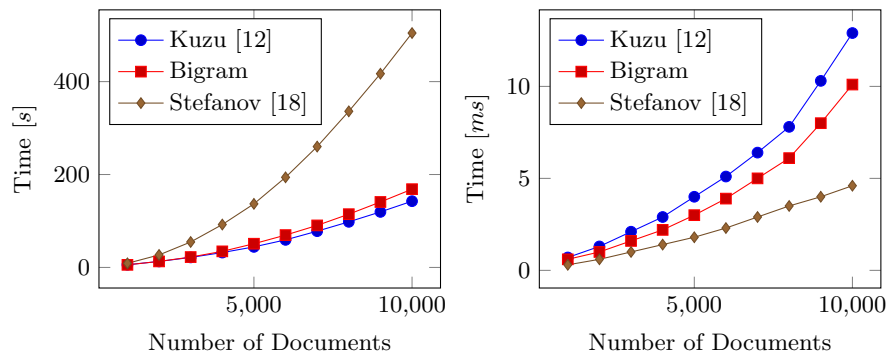 Kuzu [12]
Bigram
Stefanov [18]
400
200
0
Time [s]
5,000
10,000
Number of Documents
Kuzu [12]
Bigram
Stefanov [18]
10
5
0
Time [ms]
5,000
10,000
Number of Documents